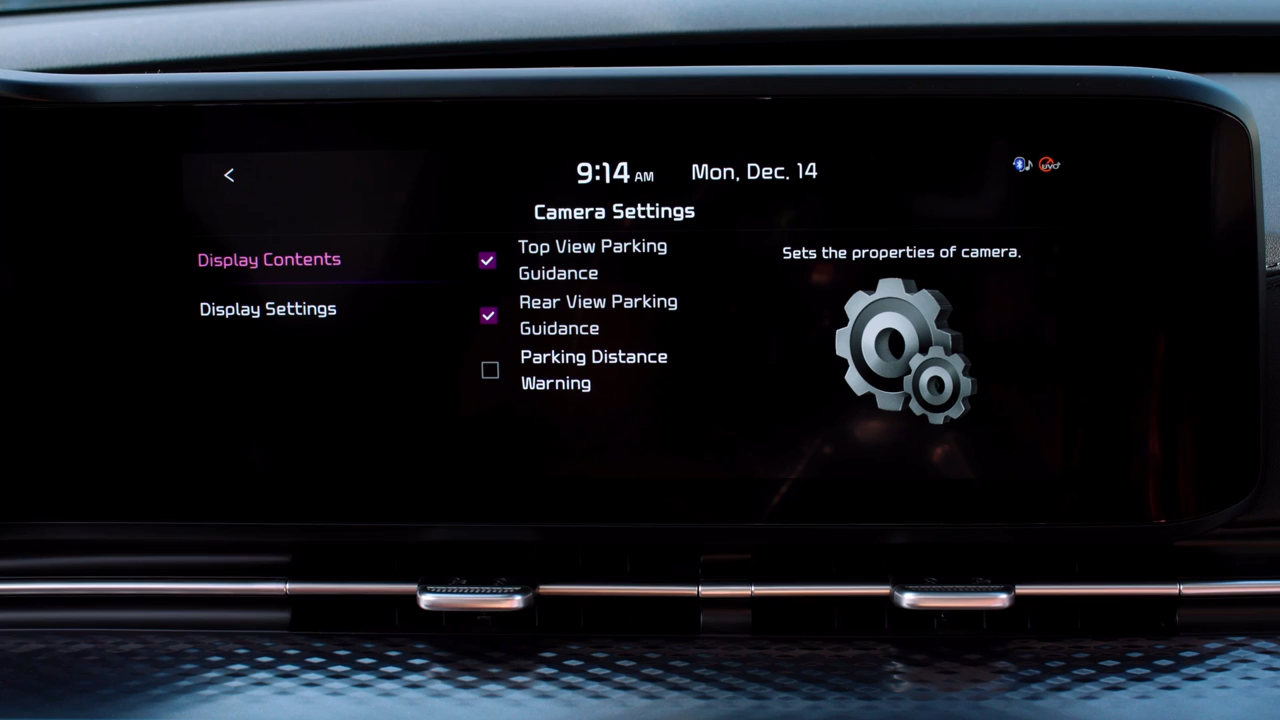 <
9:14 AM Mon, Dec. 14
UVO+
Camera Settings
Display Contents
Display Settings
Top View Parking
Guidance
Rear View Parking
Guidance
Parking Distance
Warning
Sets the properties of camera.